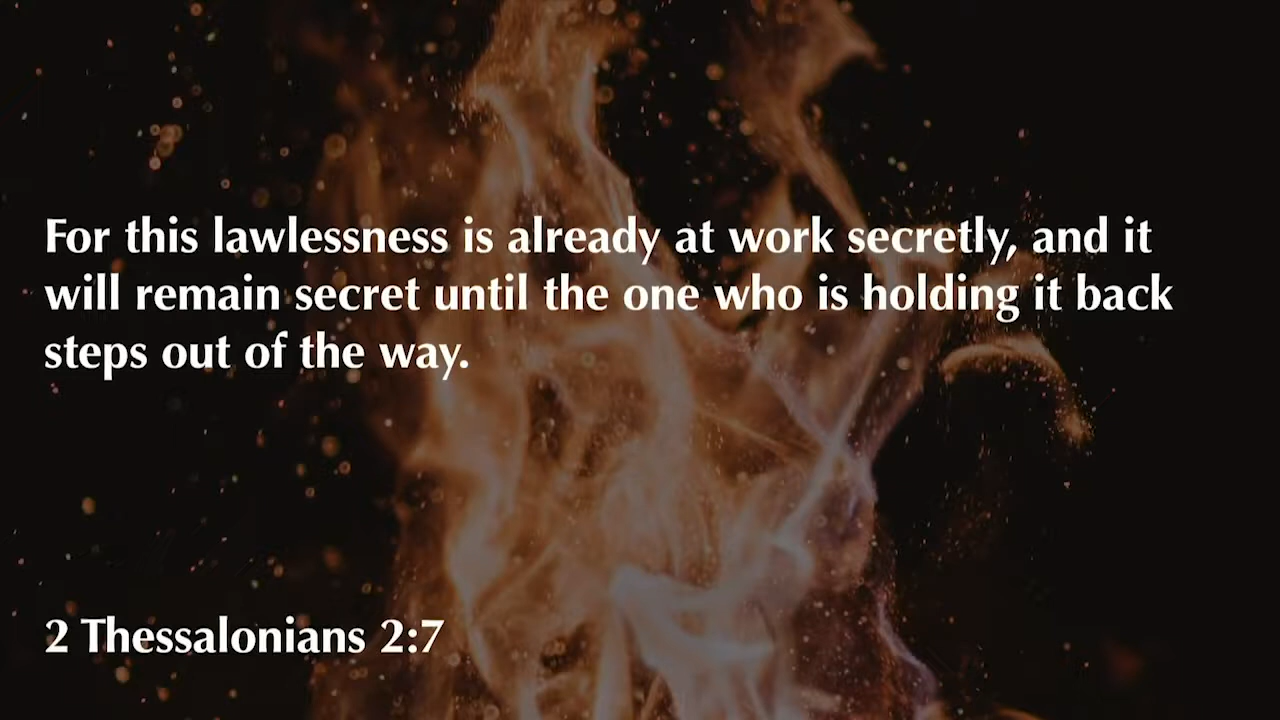 For this lawlessness is already at work secretly, and it
will remain secret until the one who is holding it back
steps out of the way.
2 Thessalonians 2:7